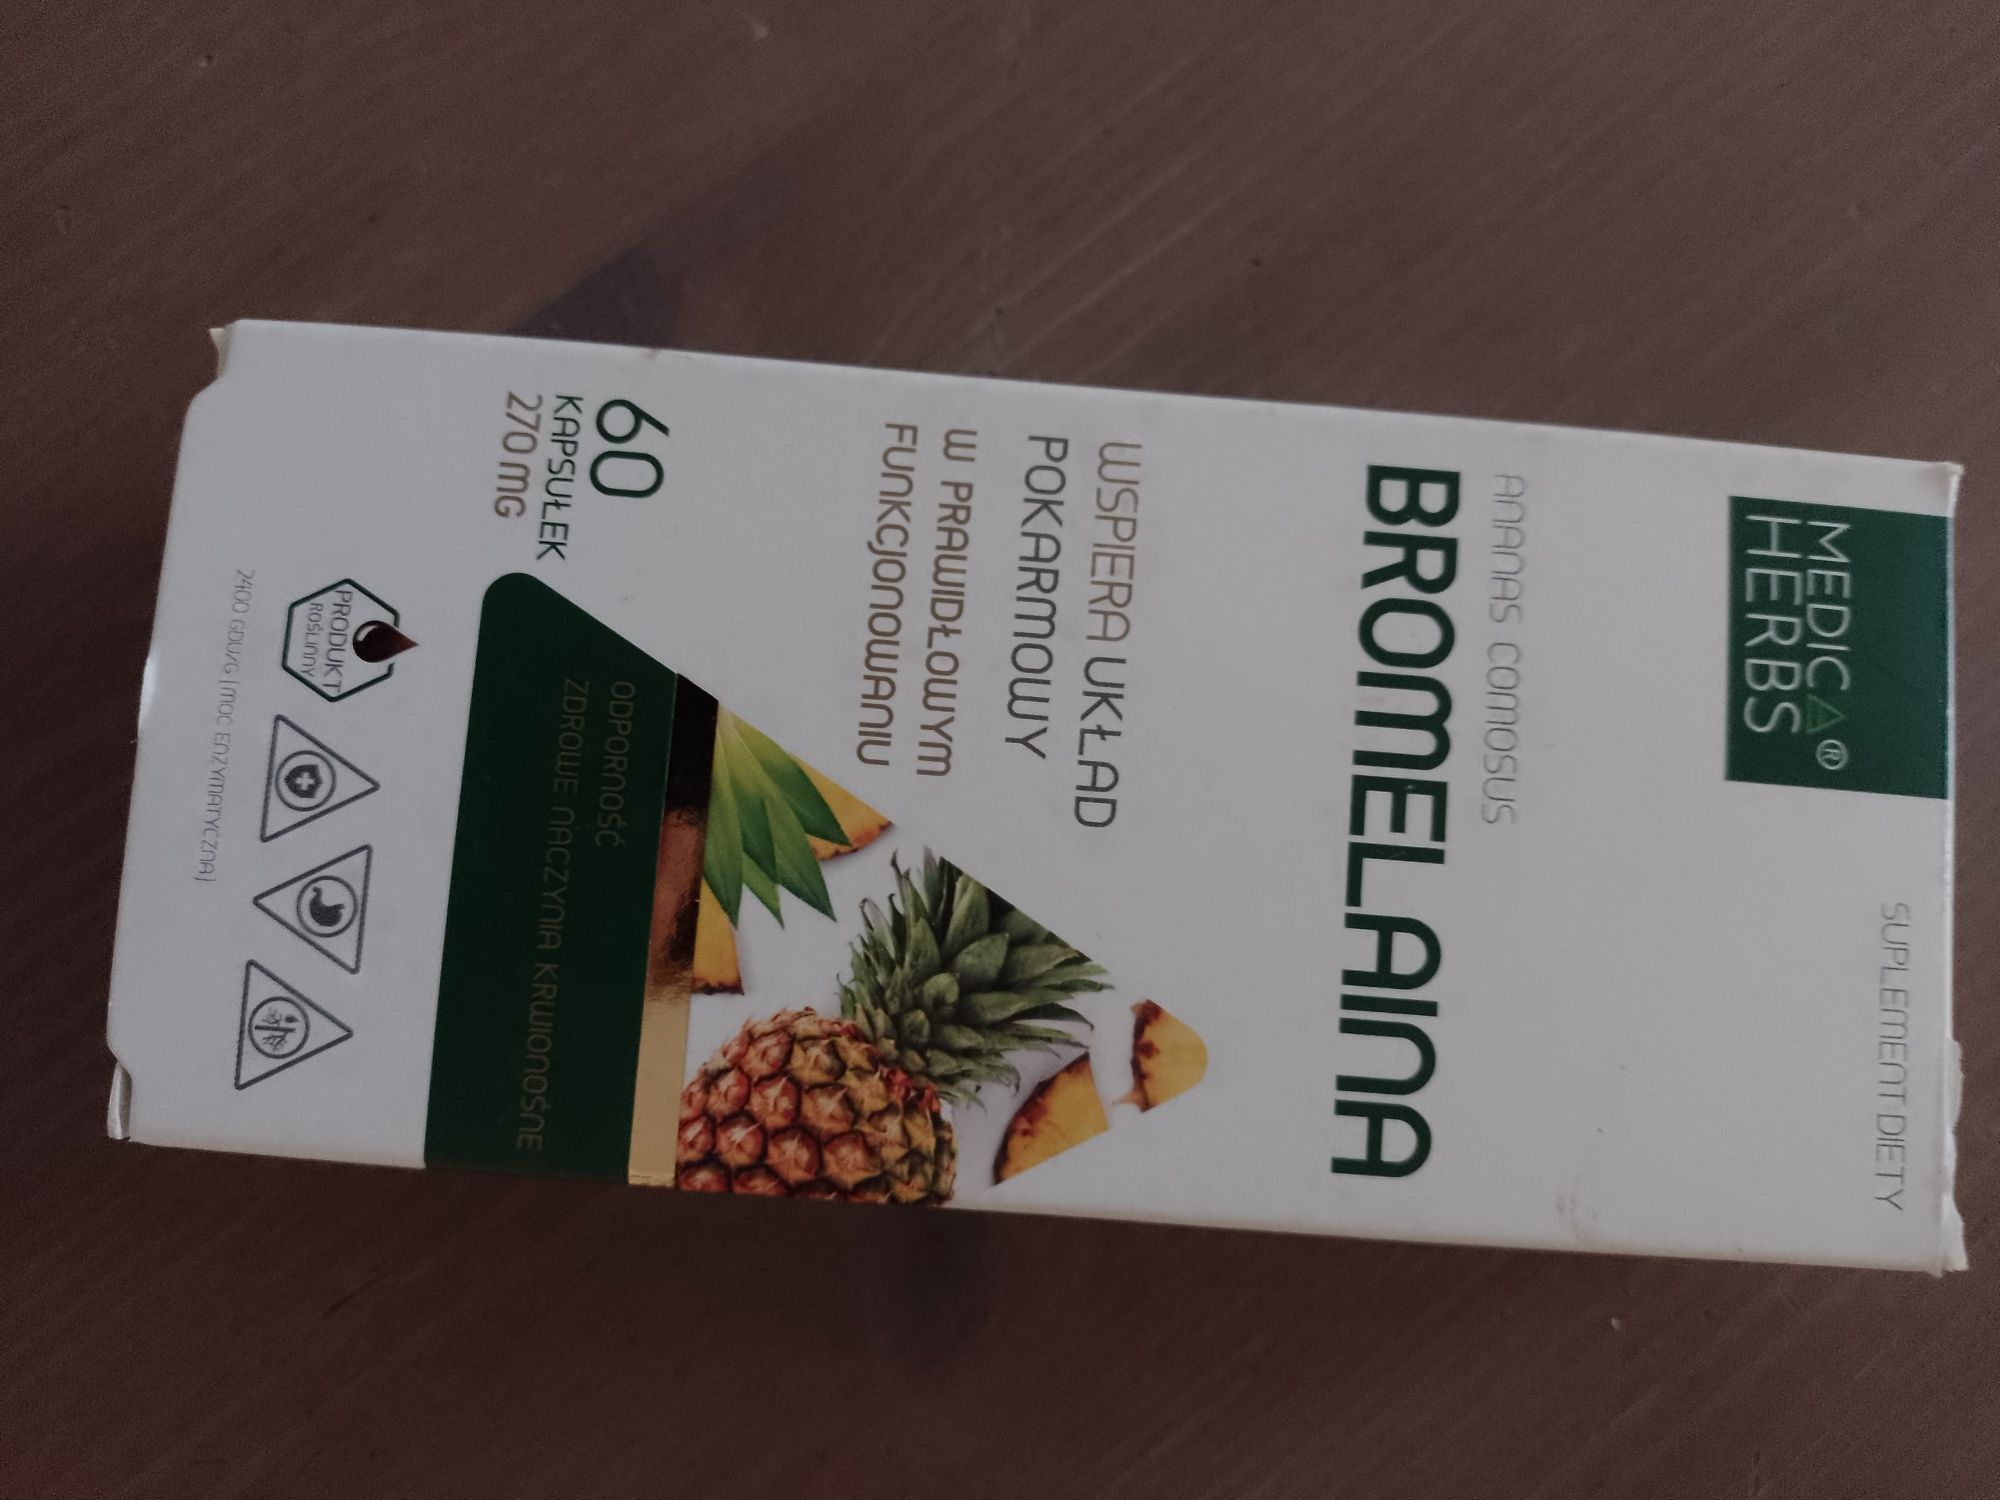 SUPLEMENT DIETY
MEDICA®
HERBS
ANANAS COMOSUS
BROMELAINA
WSPIERA UKŁAD
POKARMOWY
W PRAWIDŁOWYM
FUNKCJONOWANIU
60
KAPSUŁEK
270 MG
ODPORNOŚĆ
ZDROWE NACZYNIA KRWIONOŚNE
PRODUKT
ROŚLINNY
2400 GDU/G (MOC ENZYMATYCZNA)